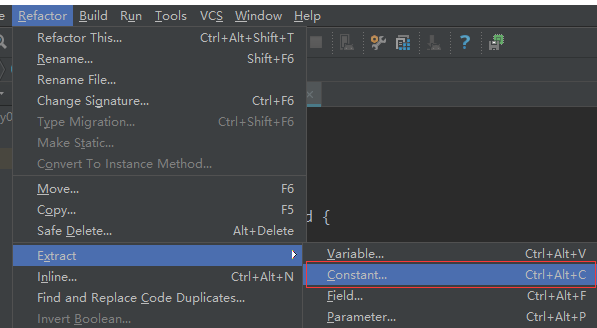 Refactor Build Run Tools VCS Window Help
Refactor This... Ctrl+Alt+Shift+T
Rename... Shift+F6
Rename File...
Change Signature... Ctrl+F6
Type Migration... Ctrl+Shift+F6
Make Static...
Convert To Instance Method...
Move... F6
Copy... F5
Safe Delete... Alt+Delete
d {
Extract
Variable... Ctrl+Alt+V
Inline... Ctrl+Alt+N
Constant... Ctrl+Alt+C
Find and Replace Code Duplicates...
Field... Ctrl+Alt+F
Invert Boolean...
Parameter... Ctrl+Alt+P